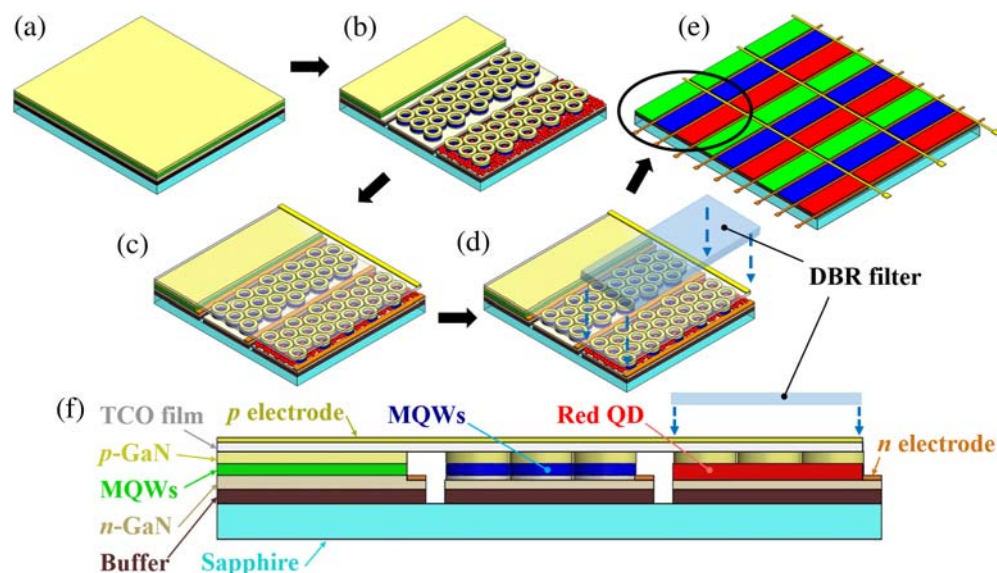 (a)
(b)
(e)
(c)
(d)
DBR filter
(f)
TCO film
p electrode
MQWs
Red QD
n electrode
p-GaN
MQWs
n-GaN
Buffer
Sapphire